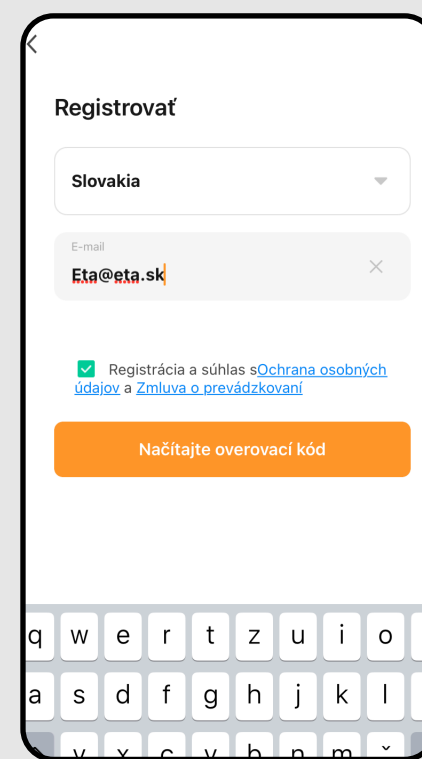 Registrovať
Slovakia
E-mail
Eta@eta.sk
Registrácia a súhlas sOchrana osobných
údajov a Zmluva o prevádzkovaní
Načítajte overovací kód
q w e r t z u i o
a s d f g h j k l
y x c v b n m ˇ